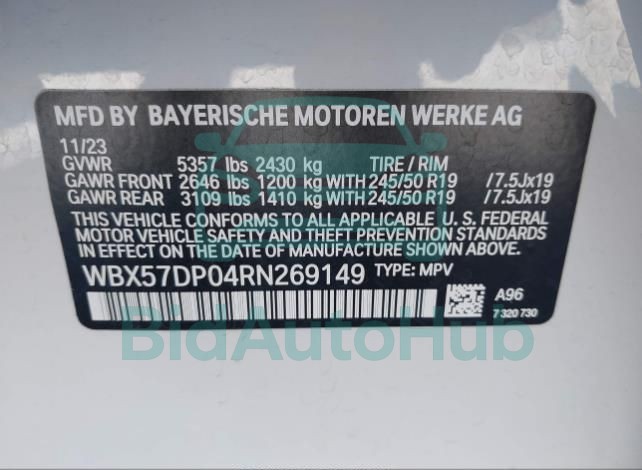 MFD BY BAYERISCHE MOTOREN WERKE AG
11/23
GVWR 5357 lbs 2430 kg TIRE / RIM
GAWR FRONT 2646 lbs 1200 kg WITH 245/50 R19 /7.5Jx19
GAWR REAR 3109 lbs 1410 kg WITH 245/50 R19 /7.5Jx19
THIS VEHICLE CONFORMS TO ALL APPLICABLE U. S. FEDERAL
MOTOR VEHICLE SAFETY AND THEFT PREVENTION STANDARDS
IN EFFECT ON THE DATE OF MANUFACTURE SHOWN ABOVE.
WBX57DP04RN269149 TYPE: MPV
A96
7 320 730
BidAutoHub